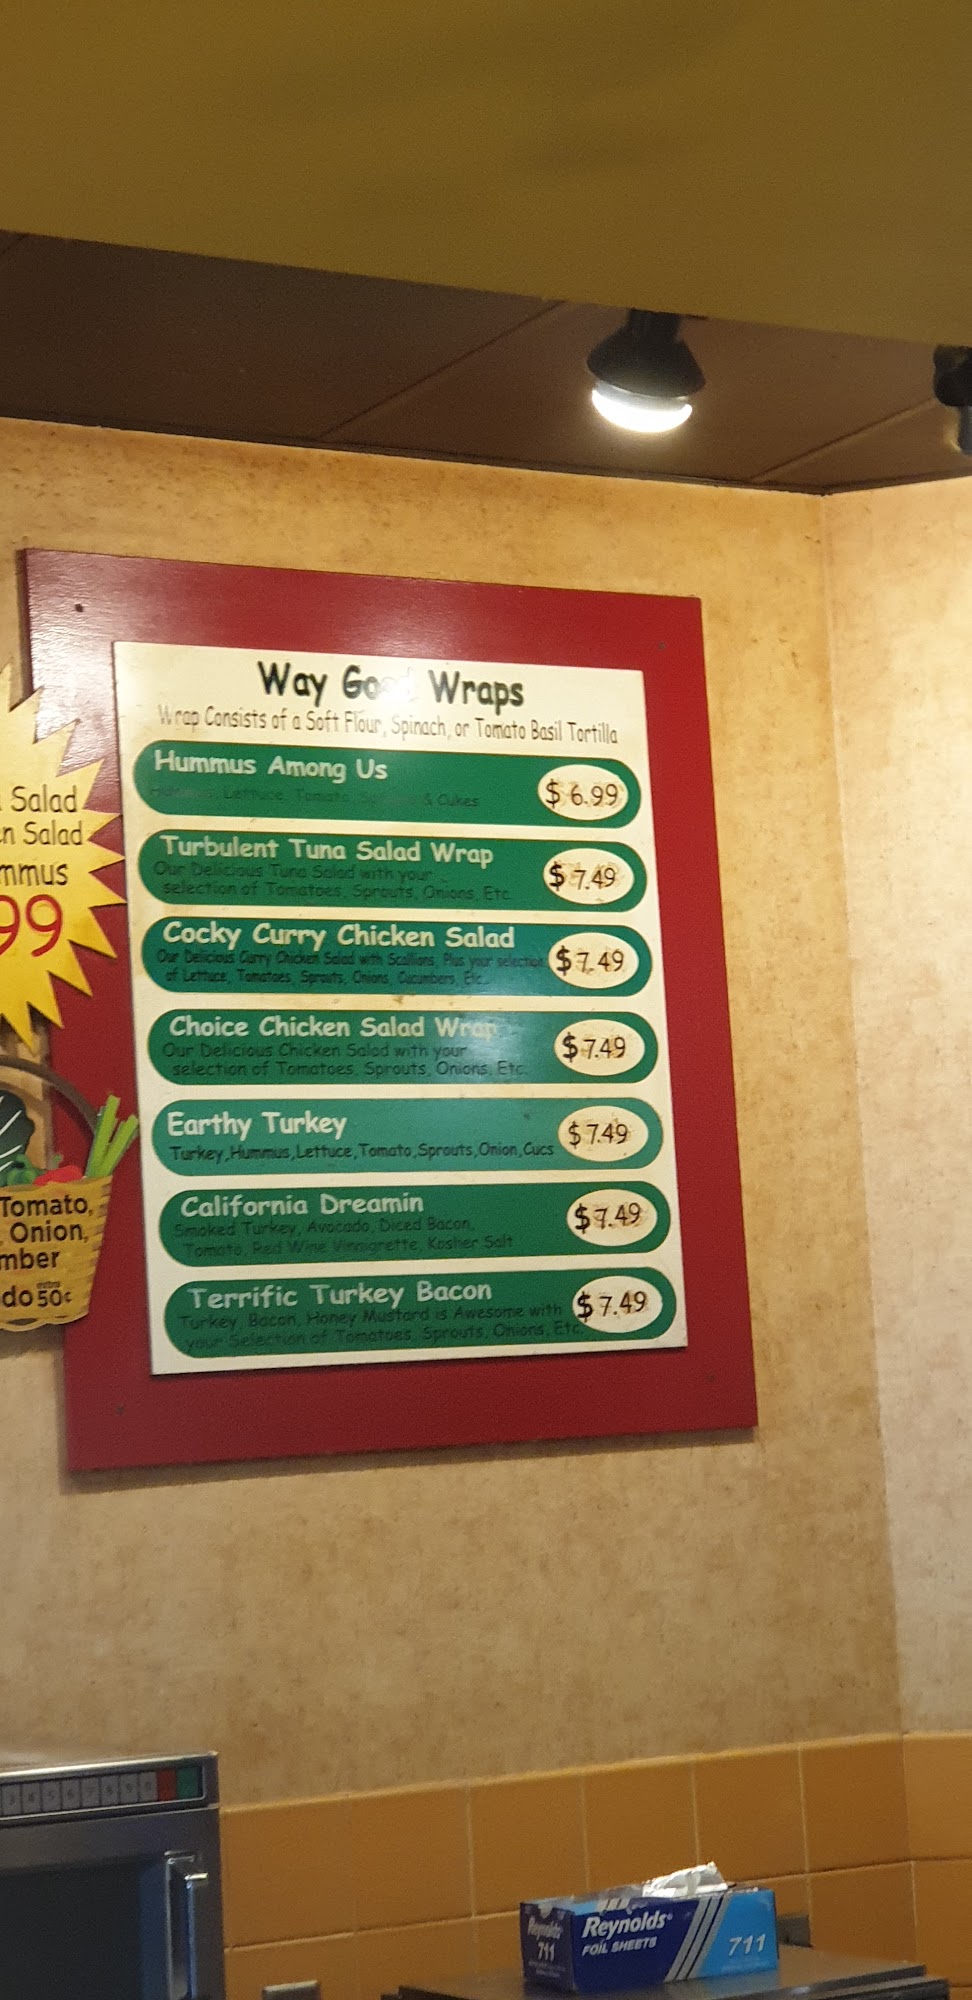 Way Good Wraps
Wrap Consists of a Soft Flour, Spinach, or Tomato Basil Tortilla
Hummus Among Us
Hummus, Lettuce, Tomato, & Cukes
$ 6.99
Turbulent Tuna Salad Wrap
Our Delicious Tuna Salad with your
selection of Tomatoes, Sprouts, Onions, Etc.
$ 7.49
Cocky Curry Chicken Salad
Our Delicious Curry Chicken Salad with Scallions, Plus your selection
of Lettuce, Tomatoes, Sprouts, Onions, Cucumbers, Etc.
$ 7.49
Choice Chicken Salad Wrap
Our Delicious Chicken Salad with your
selection of Tomatoes, Sprouts, Onions, Etc.
$ 7.49
Earthy Turkey
Turkey, Hummus, Lettuce, Tomato, Sprouts, Onion, Cucs
$ 7.49
California Dreamin
Smoked Turkey, Avocado, Diced Bacon,
Tomato, Red Wine Vinnigrette, Kosher Salt
$ 7.49
Terrific Turkey Bacon
Turkey, Bacon, Honey Mustard is Awesome with
your Selection of Tomatoes, Sprouts, Onions, Etc.
$ 7.49
Salad
en Salad
mmus
99
Tomato,
Onion,
mber
do extra 50¢
Reynolds
711
Reynolds
FOIL SHEETS
711